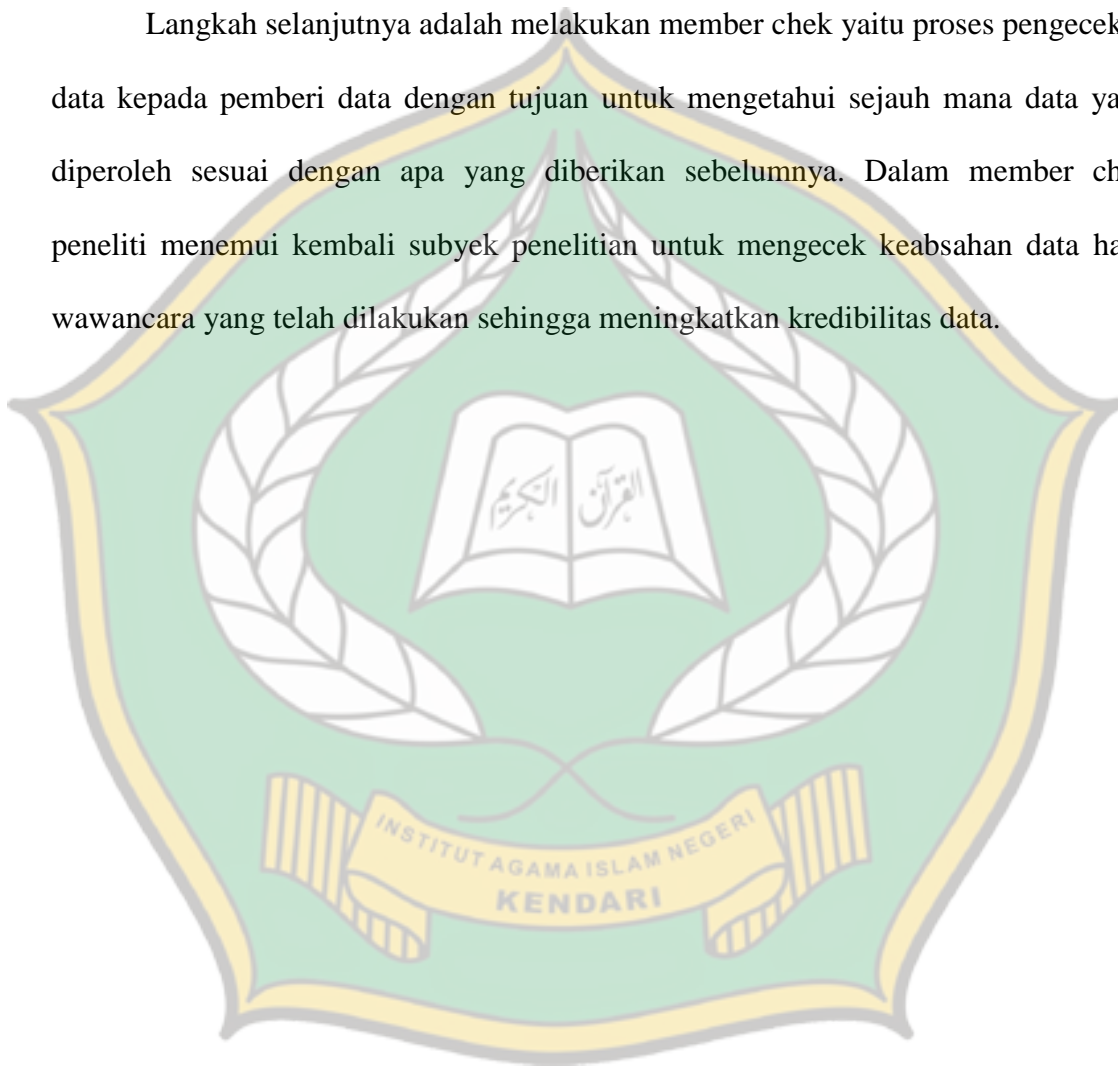 Langkah selanjutnya adalah melakukan member chek yaitu proses pengecek
data kepada pemberi data dengan tujuan untuk mengetahui sejauh mana data ya
diperoleh sesuai dengan apa yang diberikan sebelumnya. Dalam member ch
peneliti menemui kembali subyek penelitian untuk mengecek keabsahan data ha
wawancara yang telah dilakukan sehingga meningkatkan kredibilitas data.
القرآن الكريم
INSTITUT AGAMA ISLAM NEGERI
KENDARI